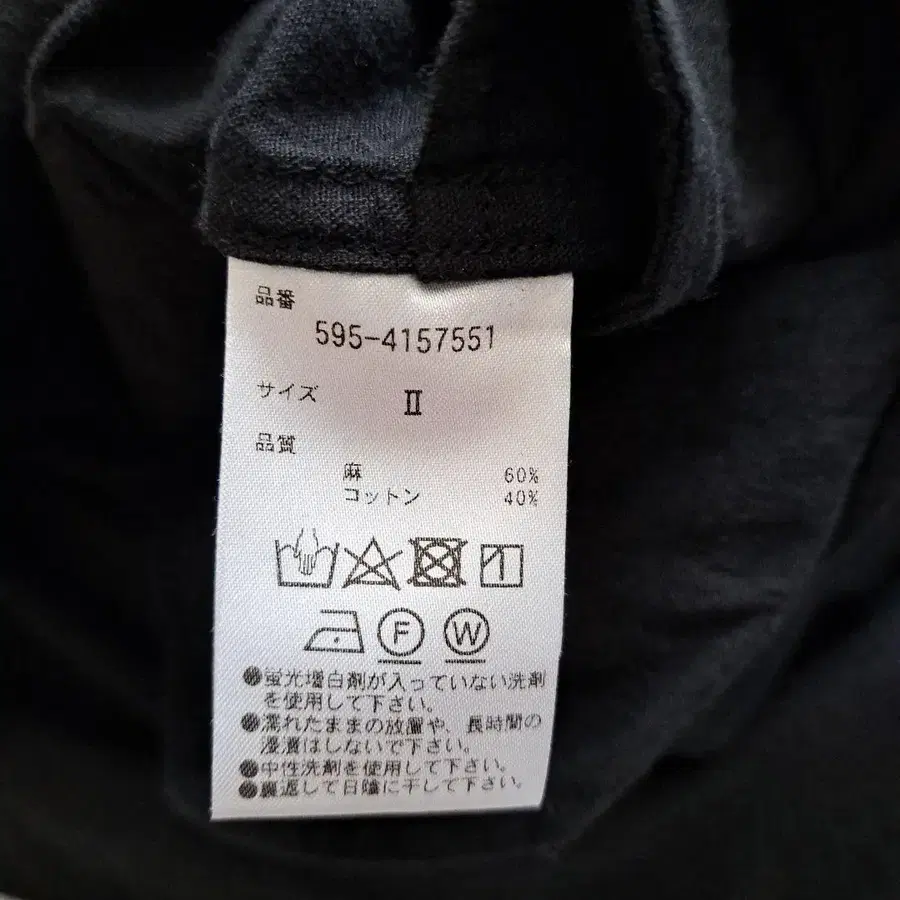 品番
595-4157551
サイズ Ⅱ
品質
麻 60%
コットン 40%
F W
●蛍光増白剤が入っていない洗剤
を使用して下さい。
●濡れたままの放置や、長時間の
浸漬はしないで下さい。
●中性洗剤を使用して下さい。
●裏返して日陰に干して下さい。